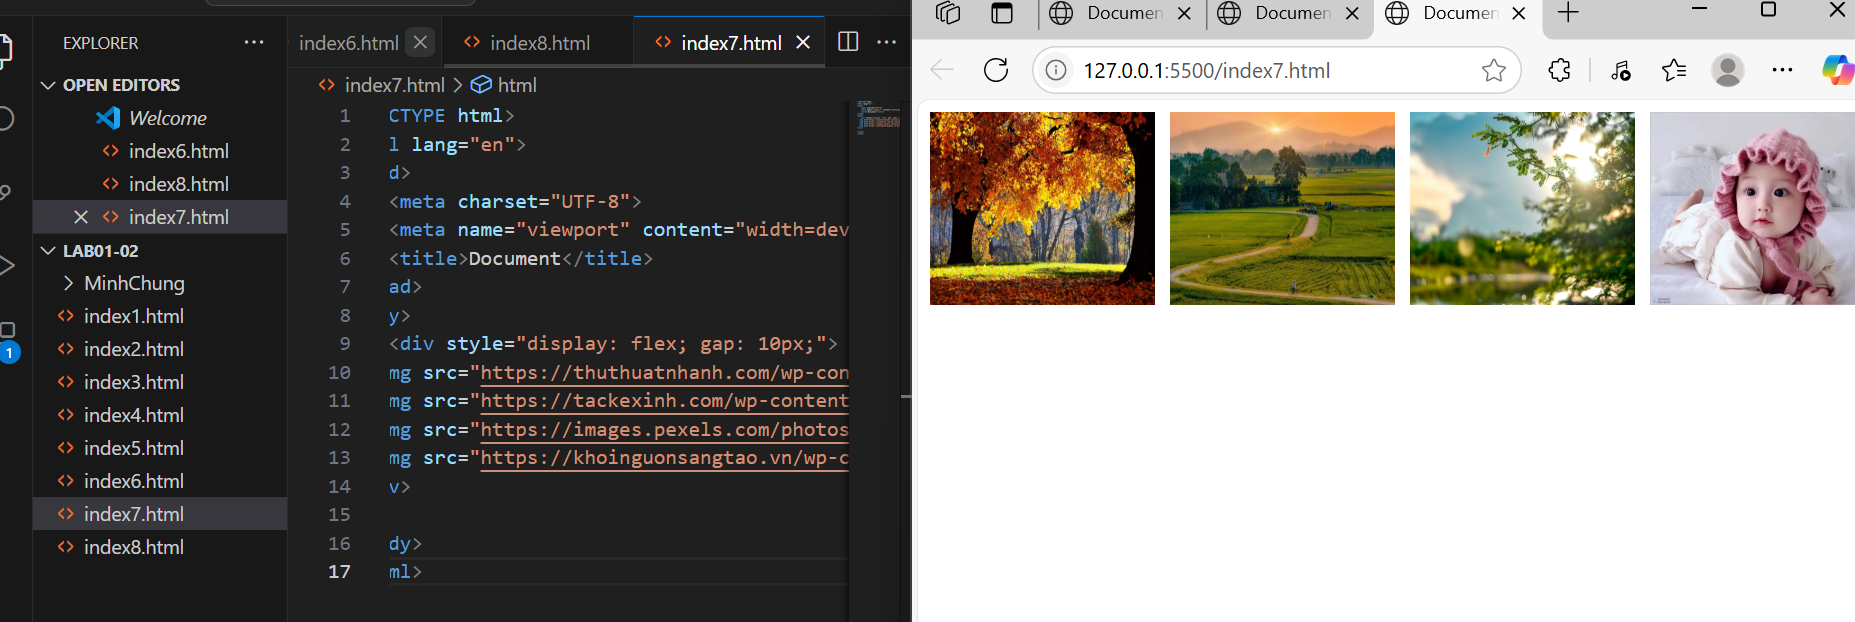 EXPLORER
OPEN EDITORS
Welcome
index6.html
index8.html
index7.html
LAB01-02
MinhChung
index1.html
index2.html
index3.html
index4.html
index5.html
index6.html
index7.html
index8.html
1
index6.html index8.html index7.html
index7.html > html
1 CTYPE html>
2 l lang="en">
3 d>
4 <meta charset="UTF-8">
5 <meta name="viewport" content="width=dev
6 <title>Document</title>
7 ad>
8 y>
9 <div style="display: flex; gap: 10px;">
10 mg src="https://thuthuatnhanh.com/wp-con
11 mg src="https://tackexinh.com/wp-content
12 mg src="https://images.pexels.com/photos
13 mg src="https://khoinguonsangtao.vn/wp-c
14 v>
15
16 dy>
17 ml>
Documen Documen Documen
127.0.0.1:5500/index7.html